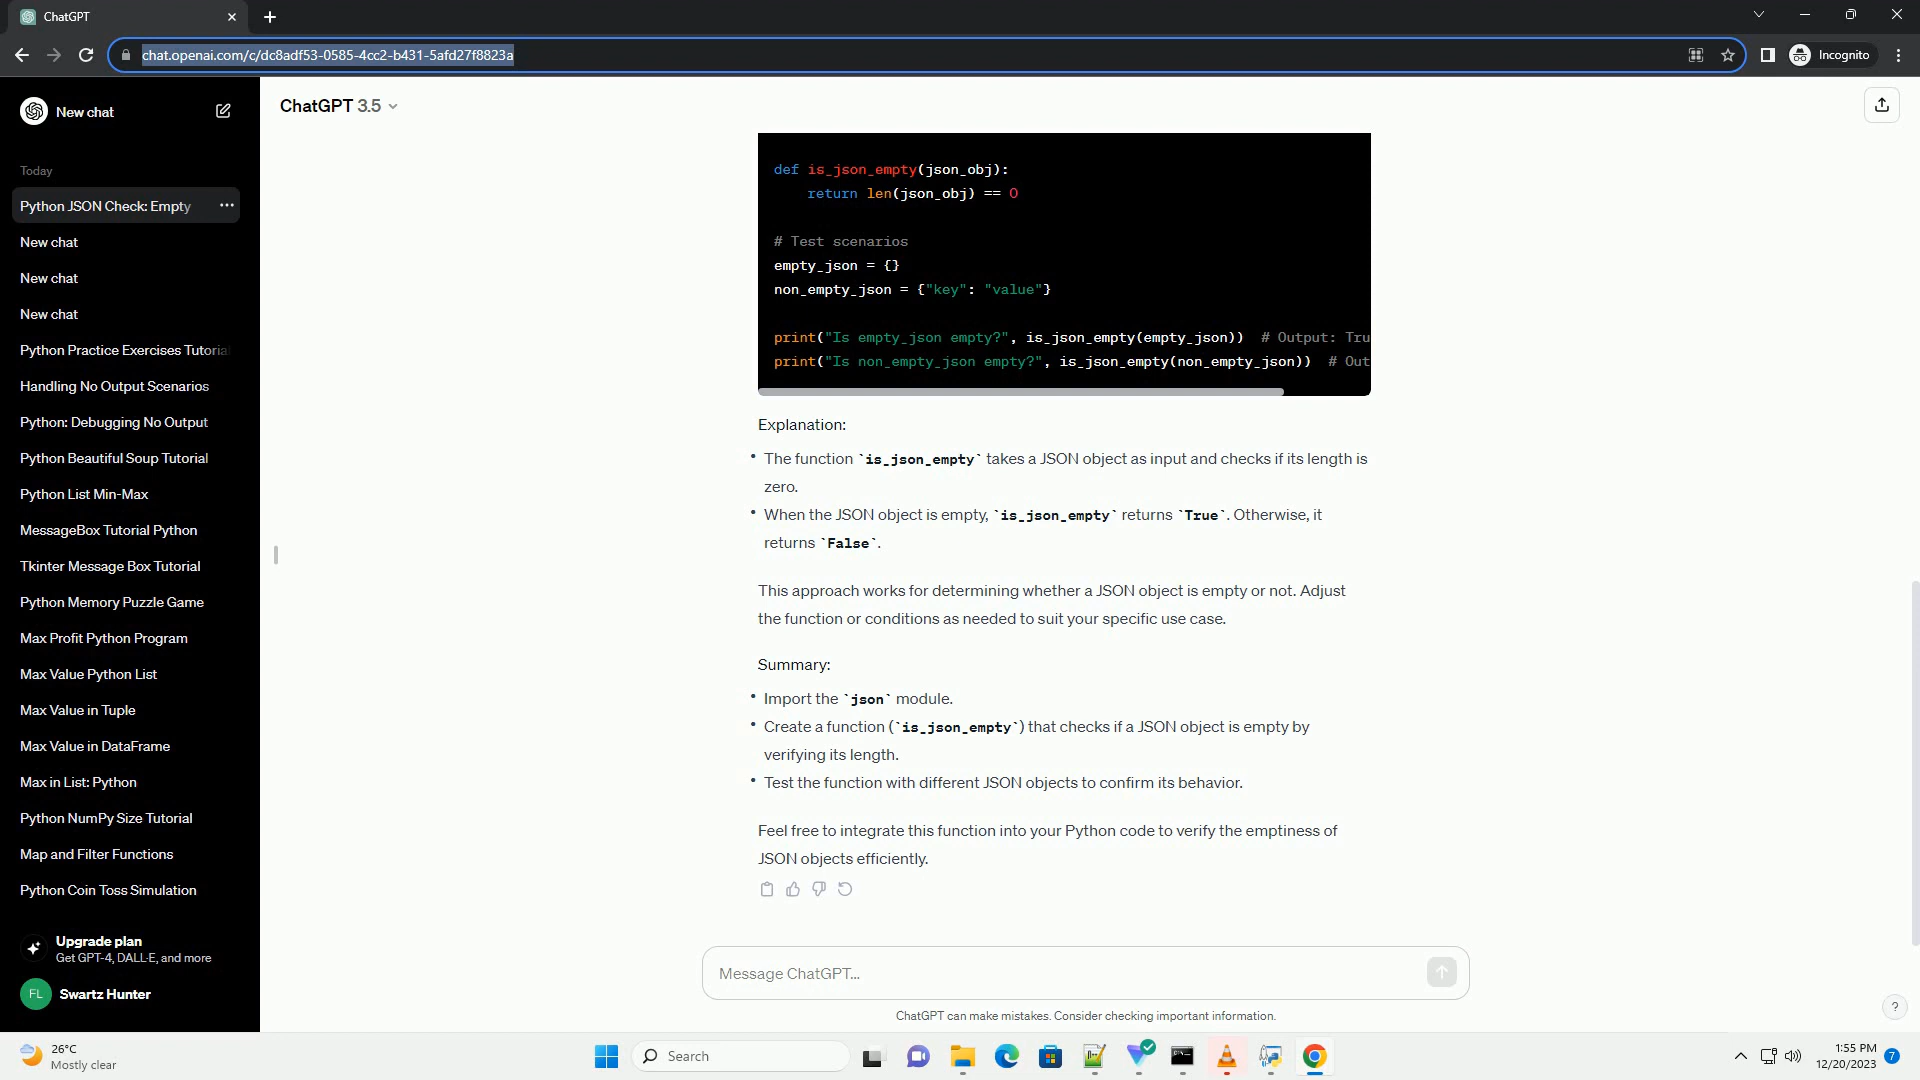 ChatGPT
chat.openai.com/c/dc8adf53-0585-4cc2-b431-5afd27f8823a
Incognito
New chat
Today
Python JSON Check: Empty
New chat
New chat
New chat
Python Practice Exercises Tutorial
Handling No Output Scenarios
Python: Debugging No Output
Python Beautiful Soup Tutorial
Python List Min-Max
MessageBox Tutorial Python
Tkinter Message Box Tutorial
Python Memory Puzzle Game
Max Profit Python Program
Max Value Python List
Max Value in Tuple
Max Value in DataFrame
Max in List: Python
Python NumPy Size Tutorial
Map and Filter Functions
Python Coin Toss Simulation
Upgrade plan
Get GPT-4, DALL·E, and more
FL
Swartz Hunter
ChatGPT 3.5
def is_json_empty(json_obj):
return len(json_obj) == 0
# Test scenarios
empty_json = {}
non_empty_json = {"key": "value"}
print("Is empty_json empty?", is_json_empty(empty_json))  # Output: Tru
print("Is non_empty_json empty?", is_json_empty(non_empty_json))  # Out
Explanation:
• The function `is_json_empty` takes a JSON object as input and checks if its length is
zero.
• When the JSON object is empty, `is_json_empty` returns `True`. Otherwise, it
returns `False`.
This approach works for determining whether a JSON object is empty or not. Adjust
the function or conditions as needed to suit your specific use case.
Summary:
• Import the `json` module.
• Create a function (`is_json_empty`) that checks if a JSON object is empty by
verifying its length.
• Test the function with different JSON objects to confirm its behavior.
Feel free to integrate this function into your Python code to verify the emptiness of
JSON objects efficiently.
Message ChatGPT...
ChatGPT can make mistakes. Consider checking important information.
?
26°C
Mostly clear
Search
1:55 PM
12/20/2023
7